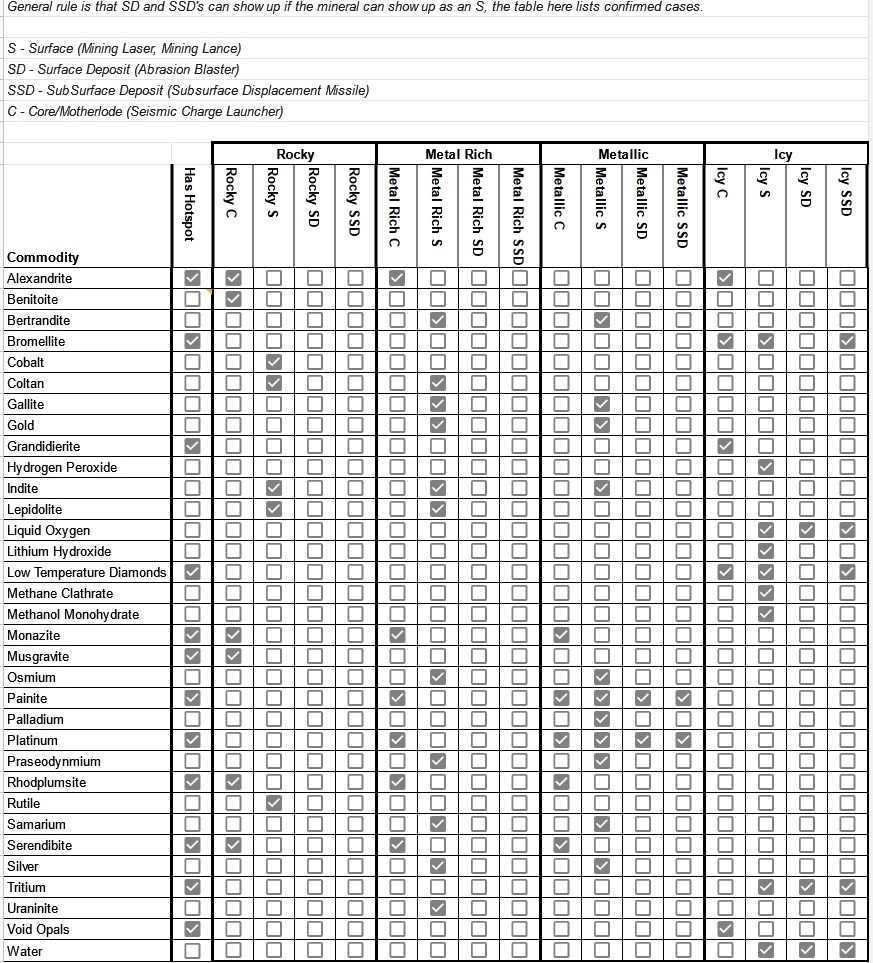 General rule is that SD and SSD's can show up if the mineral can show up as an S, the table here lists confirmed cases.
S - Surface (Mining Laser, Mining Lance)
SD - Surface Deposit (Abrasion Blaster)
SSD - SubSurface Deposit (Subsurface Displacement Missile)
C - Core/Motherlode (Seismic Charge Launcher)
Rocky Metal Rich Metallic Icy
Commodity Has Hotspot Rocky C Rocky S Rocky SD Rocky SSD Metal Rich C Metal Rich S Metal Rich SD Metal Rich SSD Metallic C Metallic S Metallic SD Metallic SSD Icy C Icy S Icy SD Icy SSD
Alexandrite
Benitoite
Bertrandite
Bromellite
Cobalt
Coltan
Gallite
Gold
Grandidierite
Hydrogen Peroxide
Indite
Lepidolite
Liquid Oxygen
Lithium Hydroxide
Low Temperature Diamonds
Methane Clathrate
Methanol Monohydrate
Monazite
Musgravite
Osmium
Painite
Palladium
Platinum
Praseodynmium
Rhodplumsite
Rutile
Samarium
Serendibite
Silver
Tritium
Uraninite
Void Opals
Water